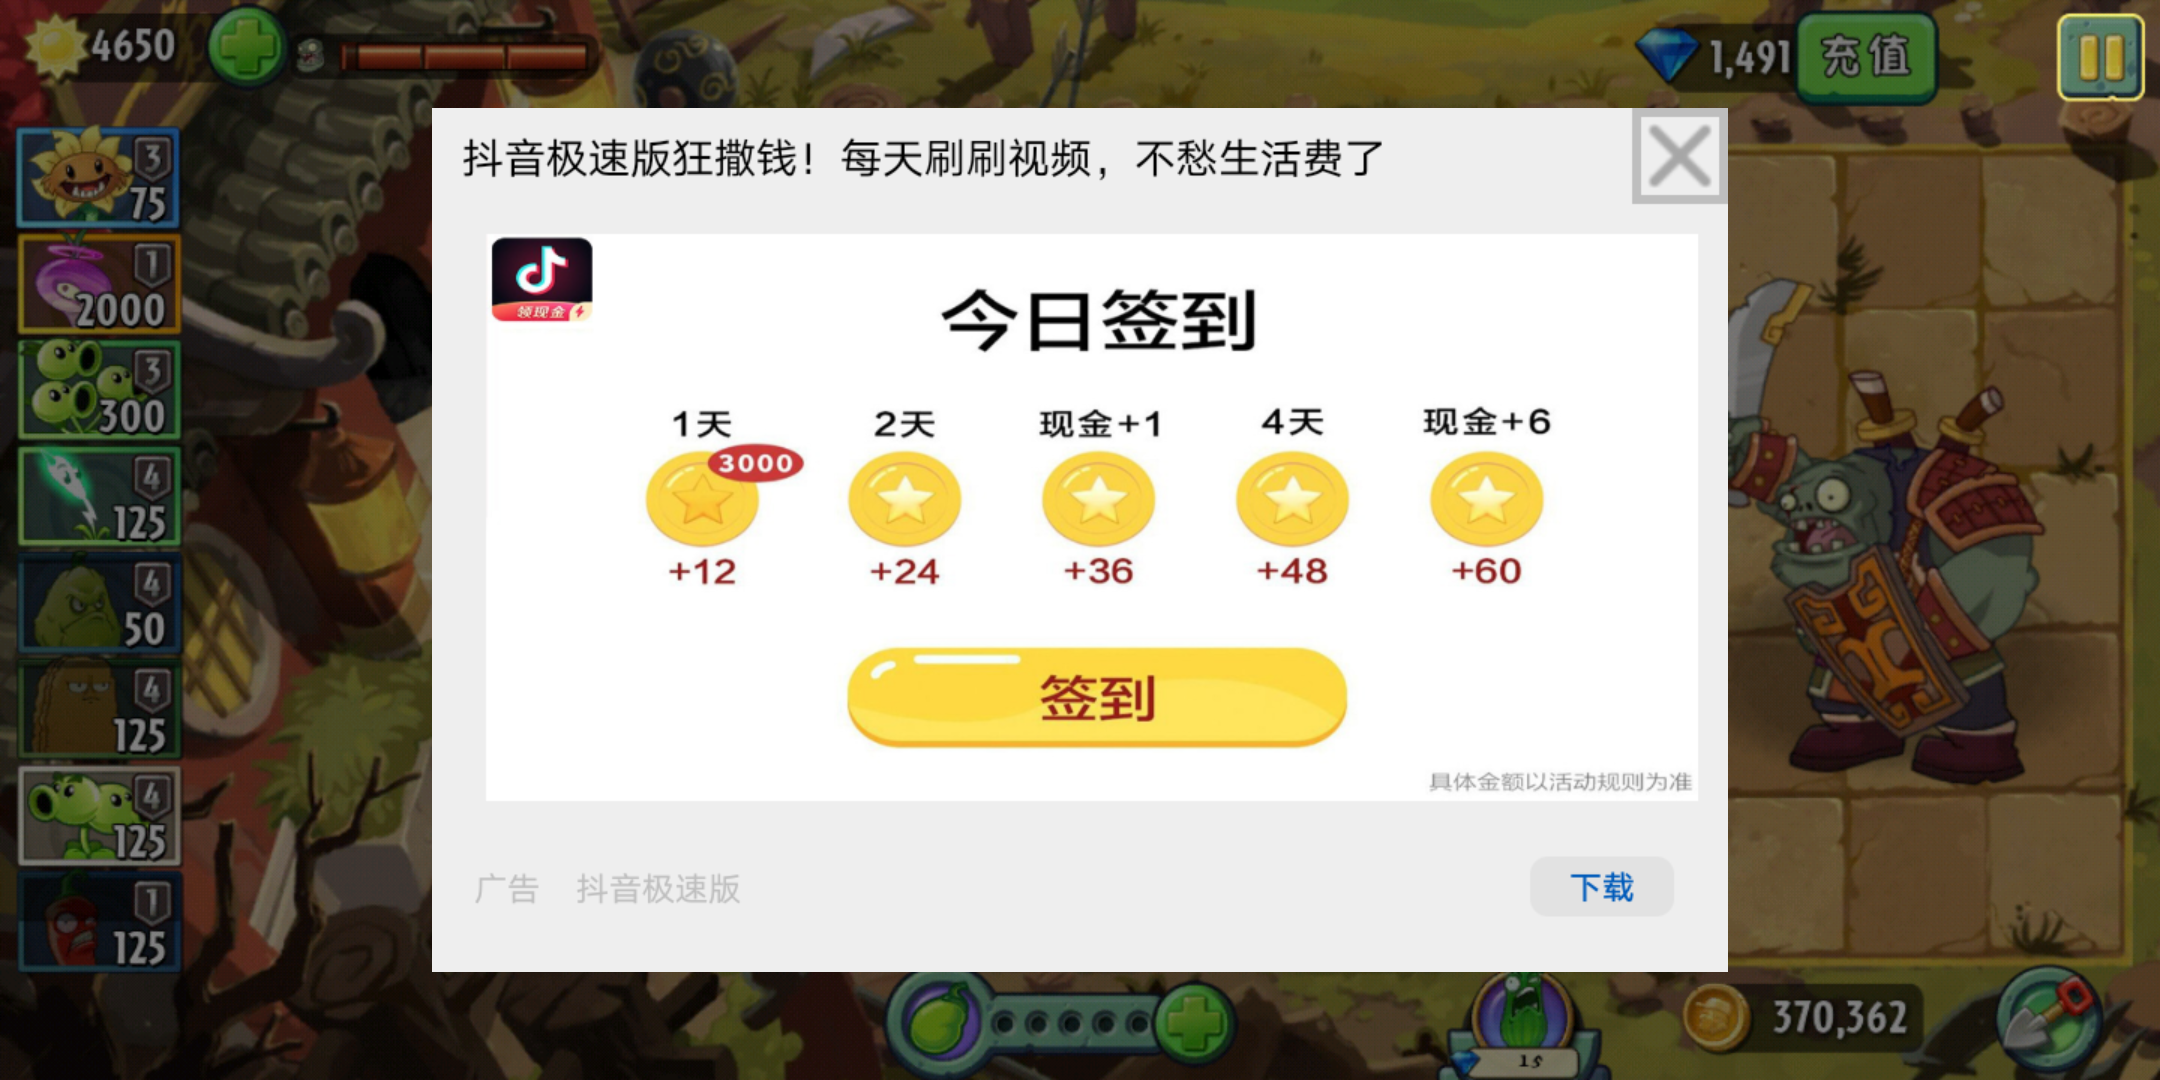 4650
1,491
充值
抖音极速版狂撒钱！每天刷刷视频，不愁生活费了
领现金
今日签到
1天 2天 现金+1 4天 现金+6
3000
+12 +24 +36 +48 +60
签到
具体金额以活动规则为准
广告 抖音极速版
下载
3
75
1
2000
3
300
4
125
4
50
4
125
4
125
1
125
15
370,362